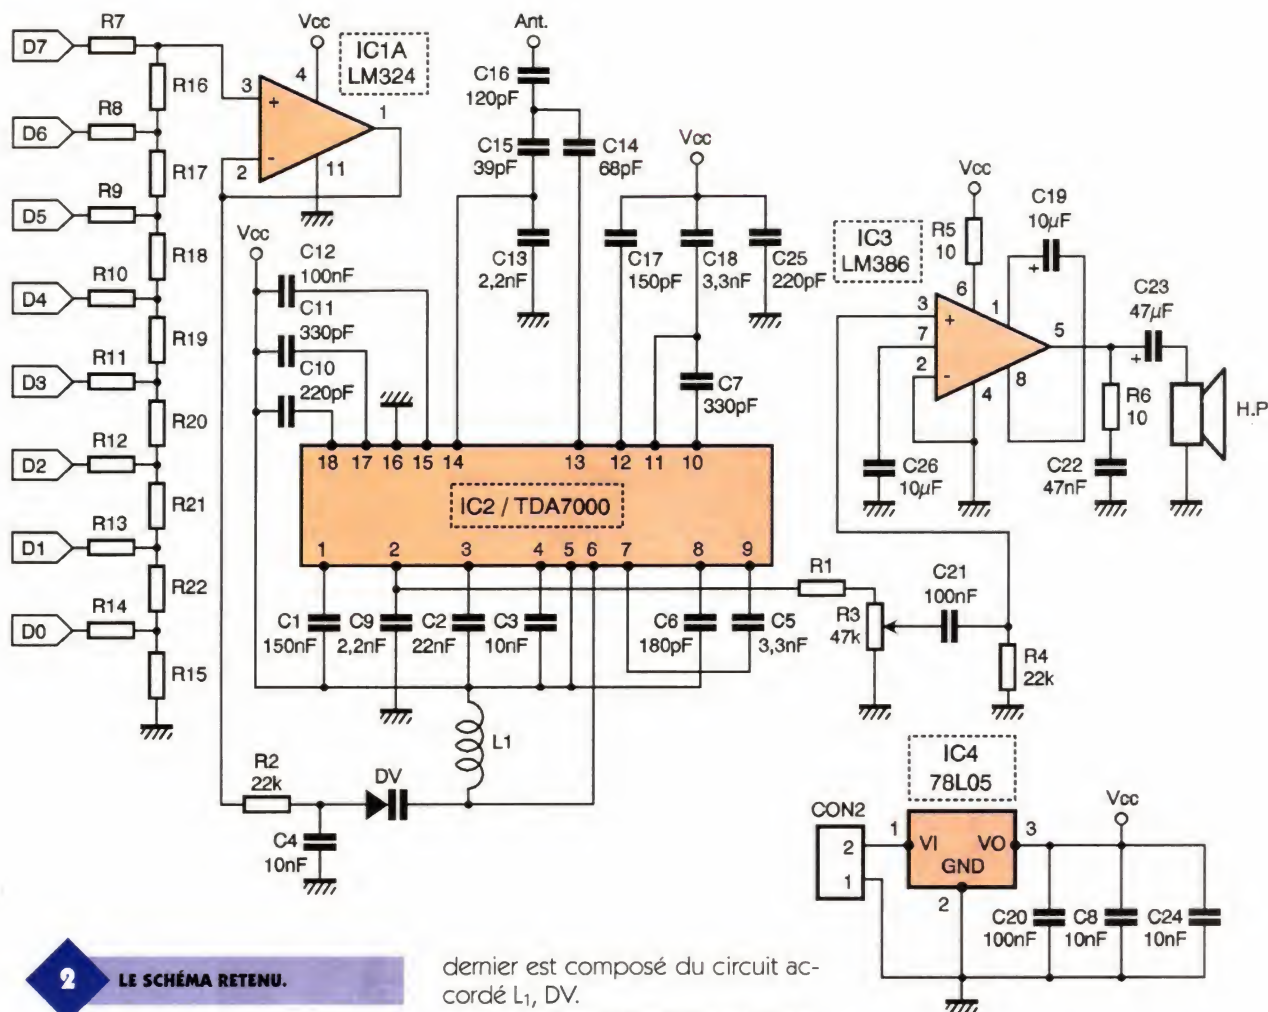 D7
R7
R16
D6
R8
R17
D5
R9
R18
D4
R10
R19
D3
R11
R20
D2
R12
R21
D1
R13
R22
D0
R14
R15
Vcc
4
IC1A
LM324
3
+
1
-
2
11
Ant.
C16
120pF
C15
39pF
C14
68pF
C13
2,2nF
Vcc
C17
150pF
C18
3,3nF
C25
220pF
C7
330pF
Vcc
C12
100nF
C11
330pF
C10
220pF
18
17
16
15
14
13
12
11
10
IC2 / TDA7000
1
2
3
4
5
6
7
8
9
C1
150nF
C9
2,2nF
C2
22nF
C3
10nF
C6
180pF
C5
3,3nF
L1
R2
22k
DV
C4
10nF
R1
R3
47k
C21
100nF
R4
22k
IC3
LM386
Vcc
R5
10
C19
10µF
+
6
1
3
+
7
2
-
5
8
4
C26
10µF
C23
47µF
+
R6
10
C22
47nF
H.P
IC4
78L05
CON2
2
1
1
VI
VO
3
GND
2
Vcc
C20
100nF
C8
10nF
C24
10nF
2
LE SCHÉMA RETENU.
dernier est composé du circuit ac-
cordé L1, DV.